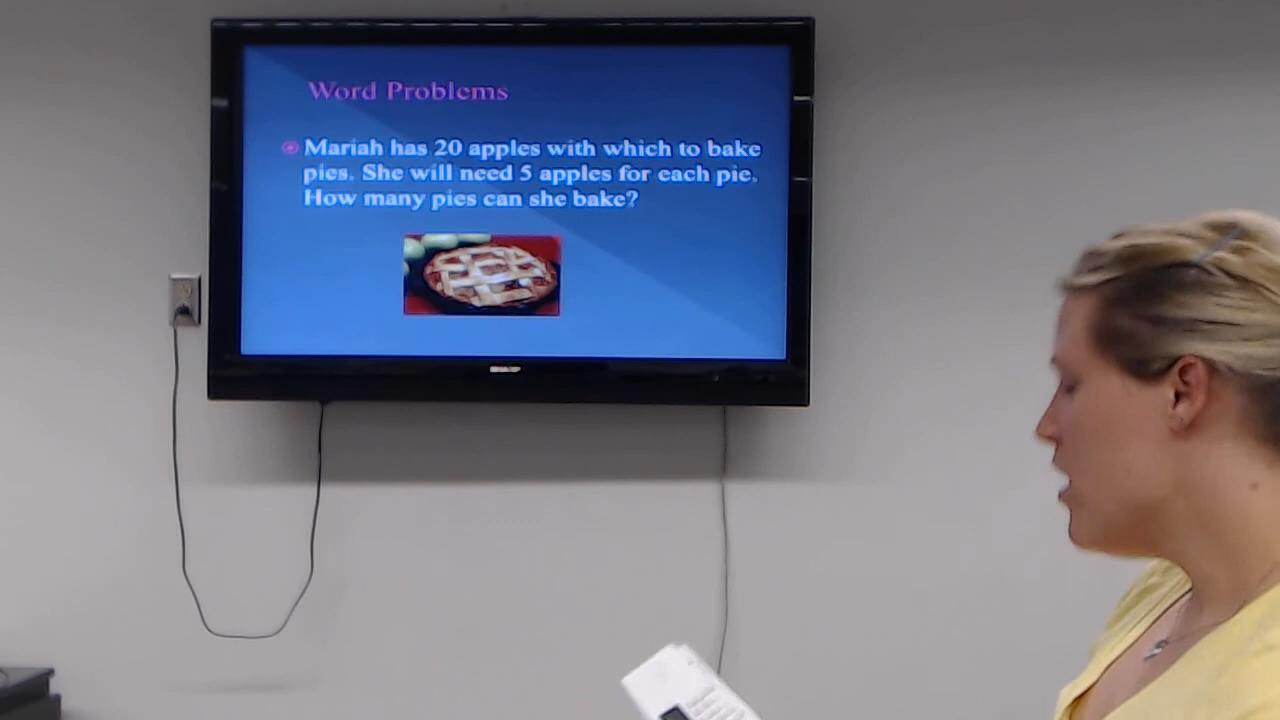 Word Problems
Mariah has 20 apples with which to bake
pies. She will need 5 apples for each pie.
How many pies can she bake?
SHARP